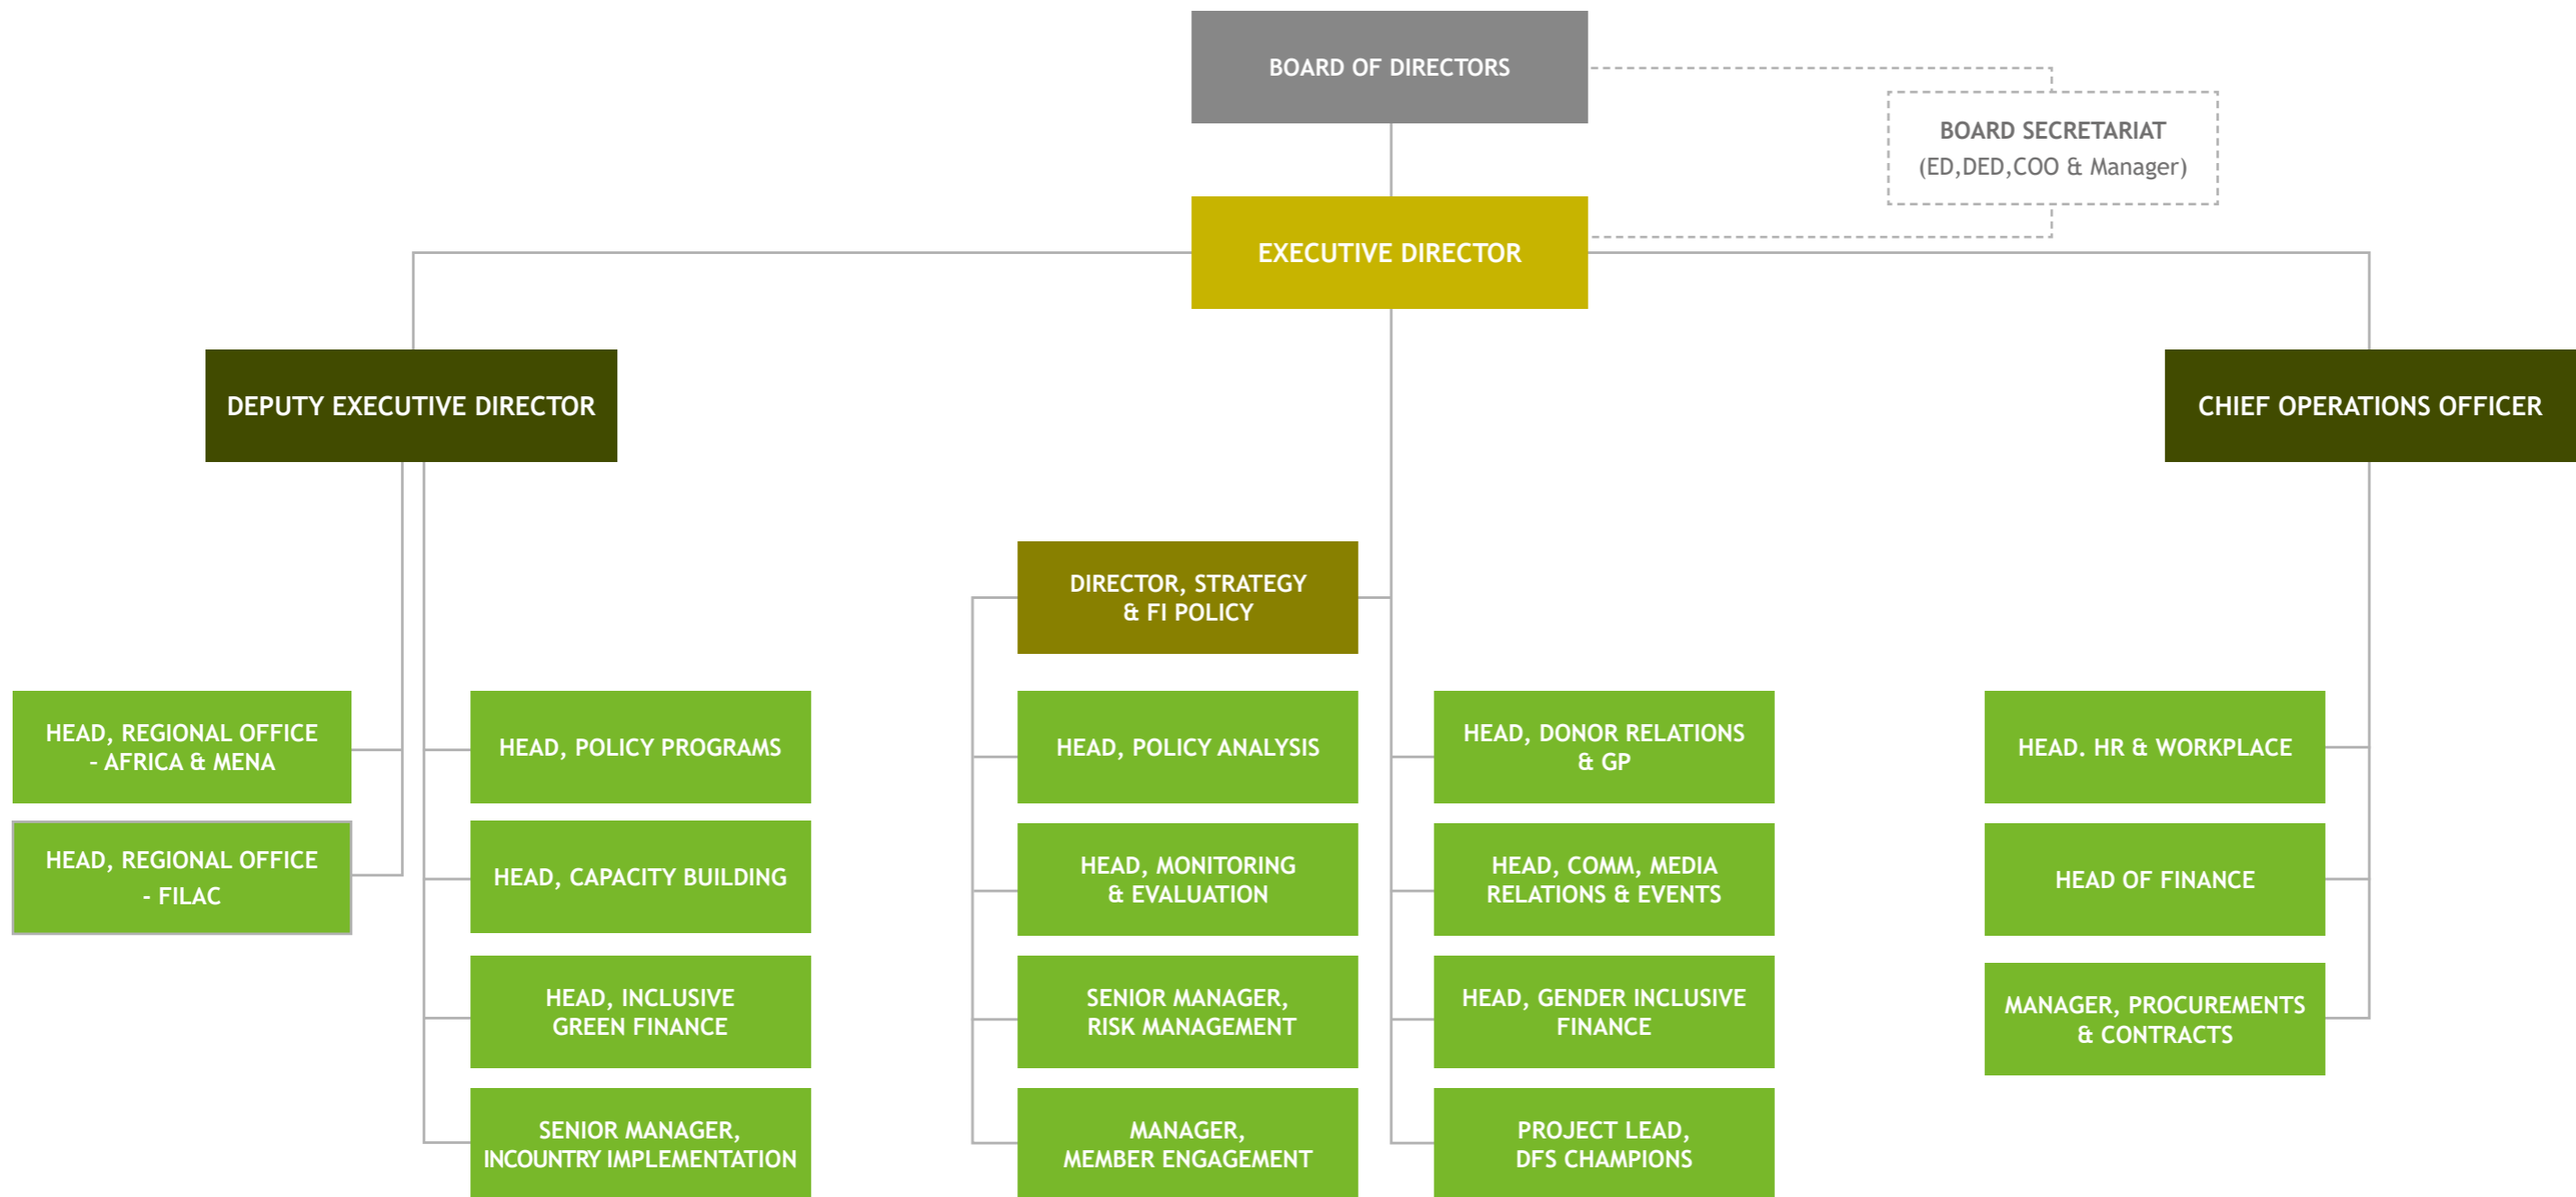 BOARD OF DIRECTORS
BOARD SECRETARIAT
(ED,DED,COO & Manager)
EXECUTIVE DIRECTOR
DEPUTY EXECUTIVE DIRECTOR
CHIEF OPERATIONS OFFICER
DIRECTOR, STRATEGY
& FI POLICY
HEAD, REGIONAL OFFICE
- AFRICA & MENA
HEAD, REGIONAL OFFICE
- FILAC
HEAD, POLICY PROGRAMS
HEAD, CAPACITY BUILDING
HEAD, INCLUSIVE
GREEN FINANCE
SENIOR MANAGER,
INCOUNTRY IMPLEMENTATION
HEAD, POLICY ANALYSIS
HEAD, MONITORING
& EVALUATION
SENIOR MANAGER,
RISK MANAGEMENT
MANAGER,
MEMBER ENGAGEMENT
HEAD, DONOR RELATIONS
& GP
HEAD, COMM, MEDIA
RELATIONS & EVENTS
HEAD, GENDER INCLUSIVE
FINANCE
PROJECT LEAD,
DFS CHAMPIONS
HEAD. HR & WORKPLACE
HEAD OF FINANCE
MANAGER, PROCUREMENTS
& CONTRACTS